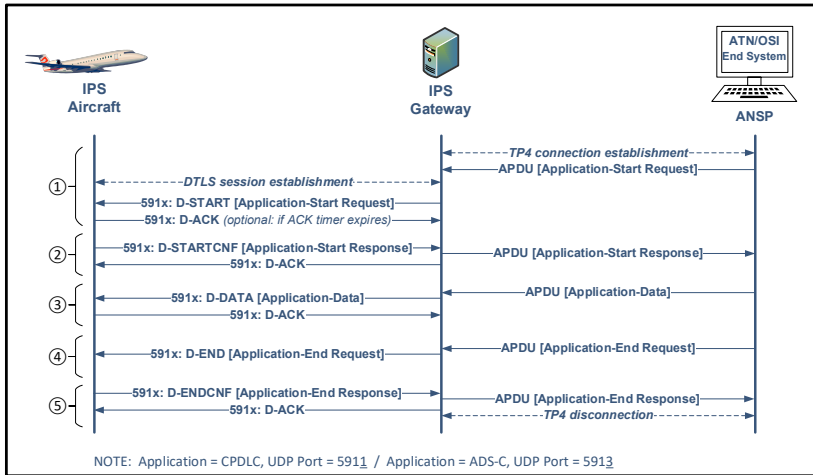 ATN/OSI
End System
IPS
Aircraft
IPS
Gateway
ANSP
TP4 connection establishment
APDU [Application-Start Request]
①
DTLS session establishment
591x: D-START [Application-Start Request]
591x: D-ACK (optional: if ACK timer expires)
②
591x: D-STARTCNF [Application-Start Response]
APDU [Application-Start Response]
591x: D-ACK
③
APDU [Application-Data]
591x: D-DATA [Application-Data]
591x: D-ACK
④
APDU [Application-End Request]
591x: D-END [Application-End Request]
⑤
591x: D-ENDCNF [Application-End Response]
APDU [Application-End Response]
591x: D-ACK
TP4 disconnection
NOTE: Application = CPDLC, UDP Port = 5911 / Application = ADS-C, UDP Port = 5913